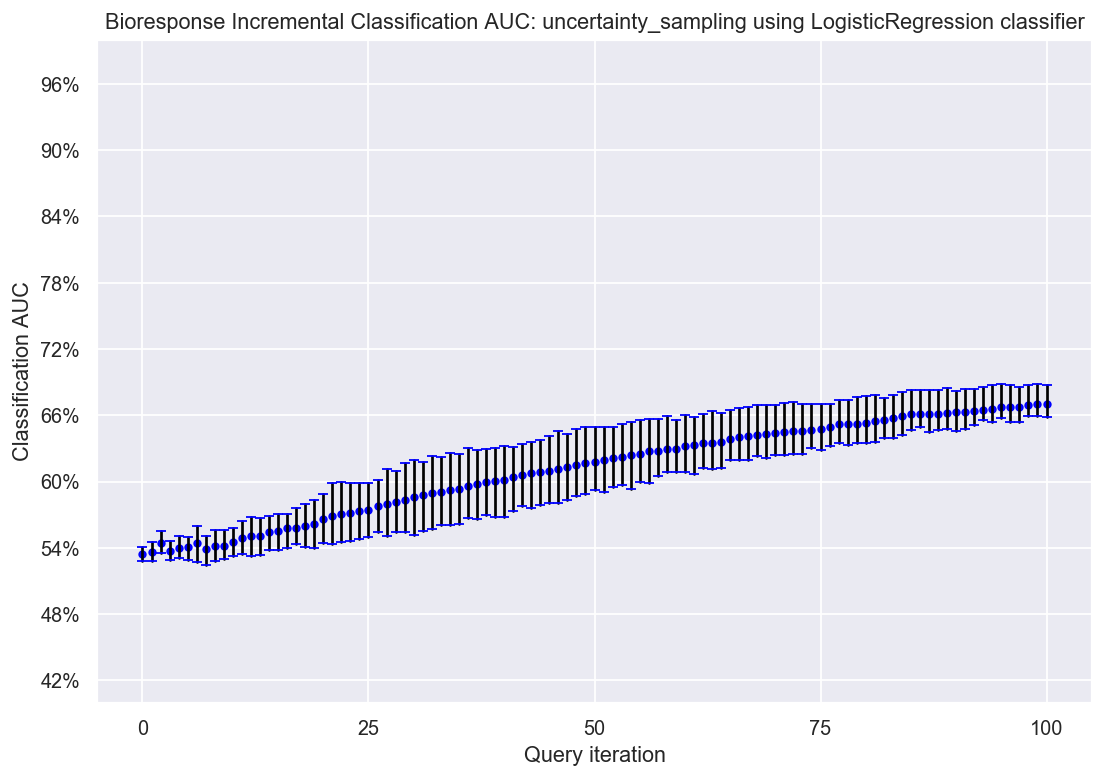 Bioresponse Incremental Classification AUC: uncertainty_sampling using LogisticRegression classifier
96%
90%
84%
78%
72%
66%
60%
54%
48%
42%
Classification AUC
0 25 50 75 100
Query iteration